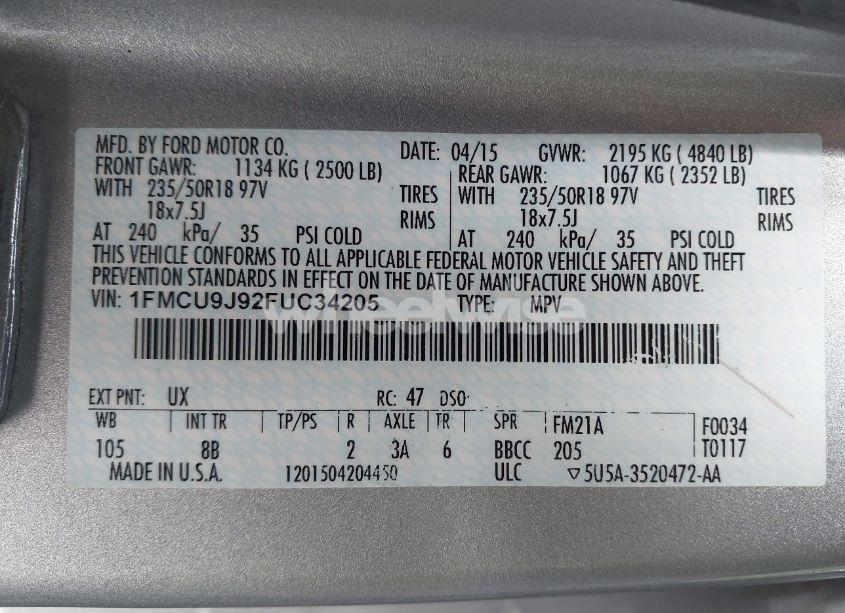 MFD. BY FORD MOTOR CO. DATE: 04/15 GVWR: 2195 KG ( 4840 LB)
FRONT GAWR: 1134 KG ( 2500 LB) REAR GAWR: 1067 KG ( 2352 LB)
WITH 235/50R18 97V TIRES WITH 235/50R18 97V TIRES
18x7.5J RIMS 18x7.5J RIMS
AT 240 kPa/ 35 PSI COLD AT 240 kPa/ 35 PSI COLD
THIS VEHICLE CONFORMS TO ALL APPLICABLE FEDERAL MOTOR VEHICLE SAFETY AND THEFT
PREVENTION STANDARDS IN EFFECT ON THE DATE OF MANUFACTURE SHOWN ABOVE.
VIN: 1FMCU9J92FUC34205 TYPE: MPV
wheelwise
EXT PNT: UX RC: 47 DSO:
WB INT TR TP/PS R AXLE TR SPR FM21A F0034
105 8B 2 3A 6 BBCC 205 T0117
MADE IN U.S.A. 1201504204450 ULC ▽5U5A-3520472-AA